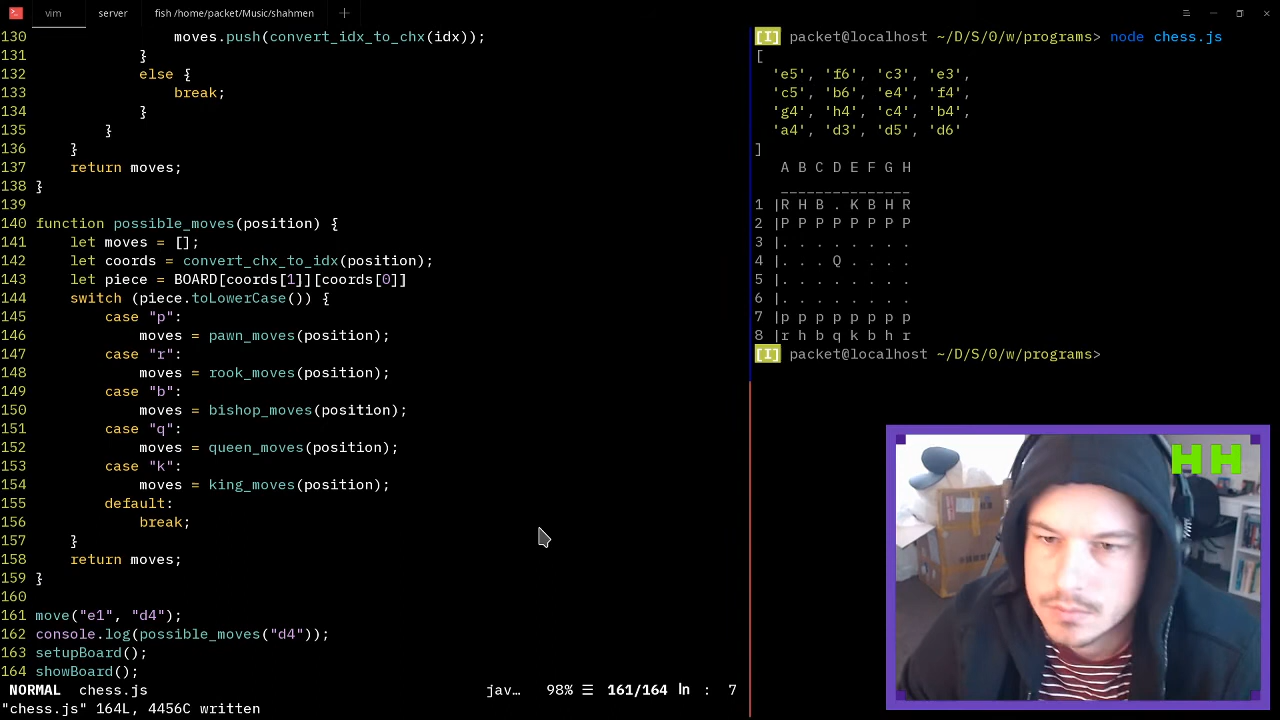 vim server fish /home/packet/Music/shahmen
130 moves.push(convert_idx_to_chx(idx));
131 }
132 else {
133 break;
134 }
135 }
136 }
137 return moves;
138 }
139
140 function possible_moves(position) {
141 let moves = [];
142 let coords = convert_chx_to_idx(position);
143 let piece = BOARD[coords[1]][coords[0]]
144 switch (piece.toLowerCase()) {
145 case "p":
146 moves = pawn_moves(position);
147 case "r":
148 moves = rook_moves(position);
149 case "b":
150 moves = bishop_moves(position);
151 case "q":
152 moves = queen_moves(position);
153 case "k":
154 moves = king_moves(position);
155 default:
156 break;
157 }
158 return moves;
159 }
160
161 move("e1", "d4");
162 console.log(possible_moves("d4"));
163 setupBoard();
164 showBoard();
NORMAL chess.js jav… 98% ☰ 161/164 ln : 7
"chess.js" 164L, 4456C written
[I] packet@localhost ~/D/S/0/w/programs> node chess.js
[
'e5', 'f6', 'c3', 'e3',
'c5', 'b6', 'e4', 'f4',
'g4', 'h4', 'c4', 'b4',
'a4', 'd3', 'd5', 'd6'
]
A B C D E F G H
_______________
1 |R H B . K B H R
2 |P P P P P P P P
3 |. . . . . . . .
4 |. . . Q . . . .
5 |. . . . . . . .
6 |. . . . . . . .
7 |p p p p p p p p
8 |r h b q k b h r
[I] packet@localhost ~/D/S/0/w/programs>
HH